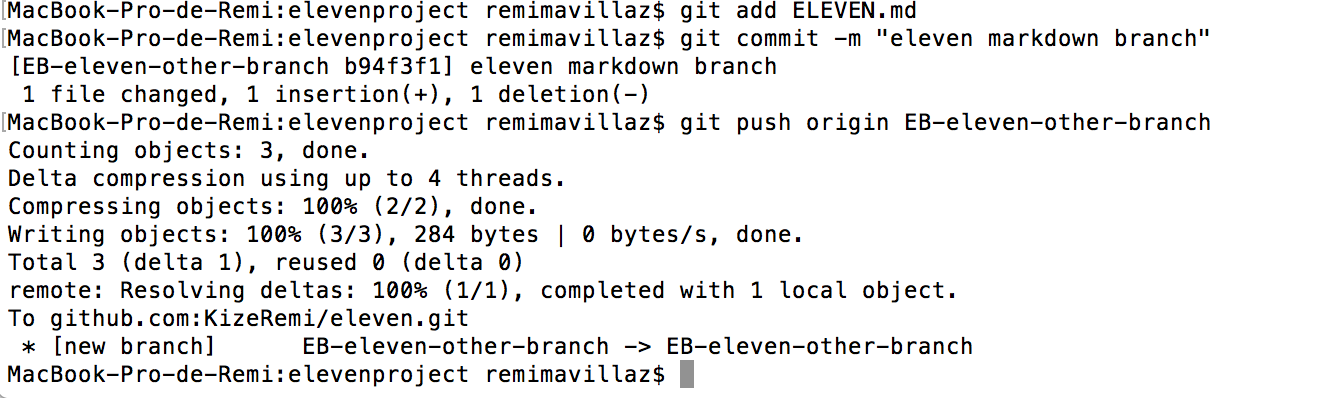 [MacBook-Pro-de-Remi:elevenproject remimavillaz$ git add ELEVEN.md
[MacBook-Pro-de-Remi:elevenproject remimavillaz$ git commit -m "eleven markdown branch"
[EB-eleven-other-branch b94f3f1] eleven markdown branch
 1 file changed, 1 insertion(+), 1 deletion(-)
[MacBook-Pro-de-Remi:elevenproject remimavillaz$ git push origin EB-eleven-other-branch
Counting objects: 3, done.
Delta compression using up to 4 threads.
Compressing objects: 100% (2/2), done.
Writing objects: 100% (3/3), 284 bytes | 0 bytes/s, done.
Total 3 (delta 1), reused 0 (delta 0)
remote: Resolving deltas: 100% (1/1), completed with 1 local object.
To github.com:KizeRemi/eleven.git
 * [new branch]      EB-eleven-other-branch -> EB-eleven-other-branch
MacBook-Pro-de-Remi:elevenproject remimavillaz$